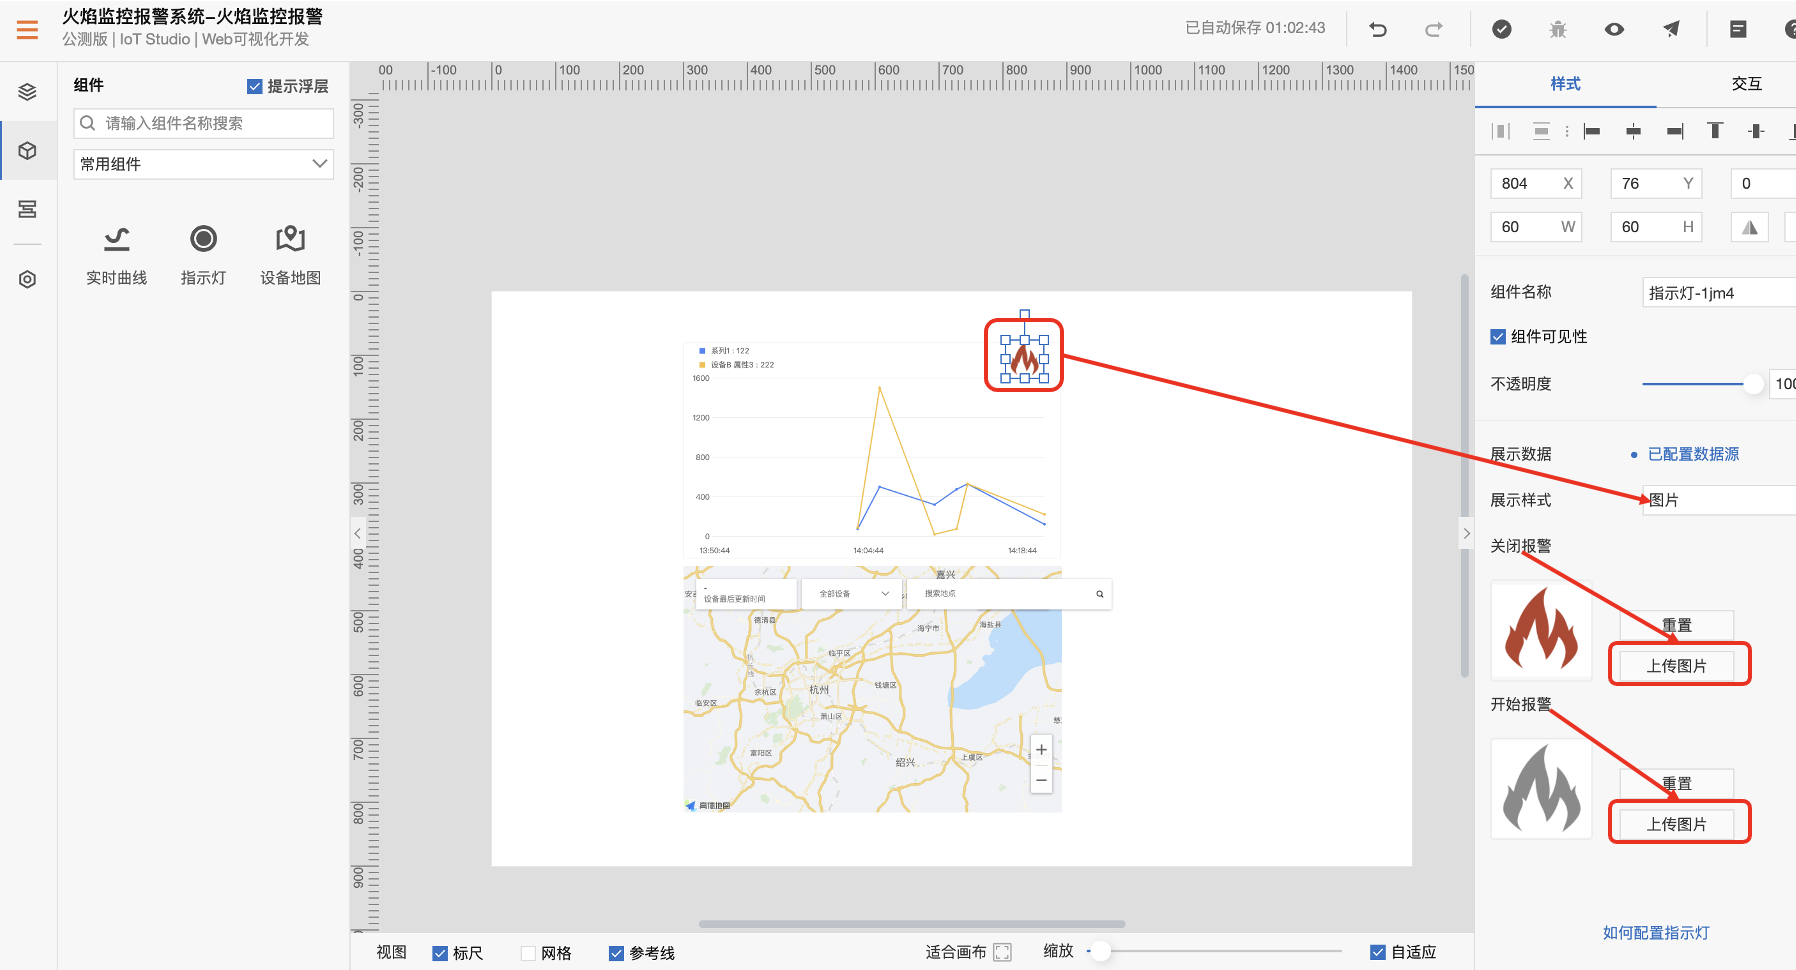 火焰监控报警系统-火焰监控报警
公测版 | IoT Studio | Web可视化开发
已自动保存 01:02:43
组件
提示浮层
请输入组件名称搜索
常用组件
实时曲线
指示灯
设备地图
00 -100 0 100 200 300 400 500 600 700 800 900 1000 1100 1200 1300 1400 150
-300
-200
-100
0
100
200
300
400
500
600
700
800
900
系列1 : 122
设备B 属性3 : 222
1600
1200
800
400
0
13:50:44 14:04:44 14:18:44
嘉兴
-
设备最后更新时间
全部设备
搜索地点
德清县
海宁市
海盐县
临平区
余杭区
杭州
钱塘区
临安区
萧山区
富阳区
绍兴
上虞区
高德地图
样式
交互
804 X
76 Y
0
60 W
60 H
组件名称
指示灯-1jm4
组件可见性
不透明度
100
展示数据
已配置数据源
展示样式
图片
关闭报警
重置
上传图片
开始报警
重置
上传图片
如何配置指示灯
视图
标尺
网格
参考线
适合画布
缩放
自适应